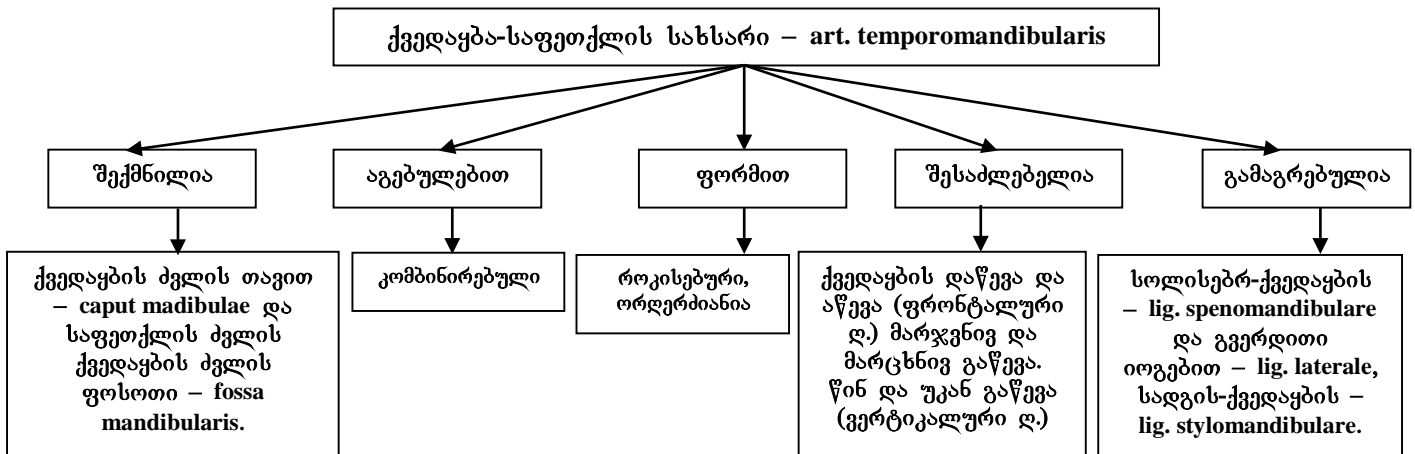 ქვედაყბა-საფეთქლის სახსარი – art. temporomandibularis
შექმნილია
აგებულებით
ფორმით
შესაძლებელია
გამაგრებულია
ქვედაყბის ძვლის თავით
– caput madibulae და
საფეთქლის ძვლის
ქვედაყბის ძვლის
ფოსოთი – fossa
mandibularis.
კომბინირებული
როკისებური,
ორღერძიანია
ქვედაყბის დაწევა და
აწევა (ფრონტალური
ღ.) მარჯვნივ და
მარცხნივ გაწევა.
წინ და უკან გაწევა
(ვერტიკალური ღ.)
სოლისებრ-ქვედაყბის
– lig. spenomandibulare
და გვერდითი
იოგებით – lig. laterale,
სადგის-ქვედაყბის –
lig. stylomandibulare.